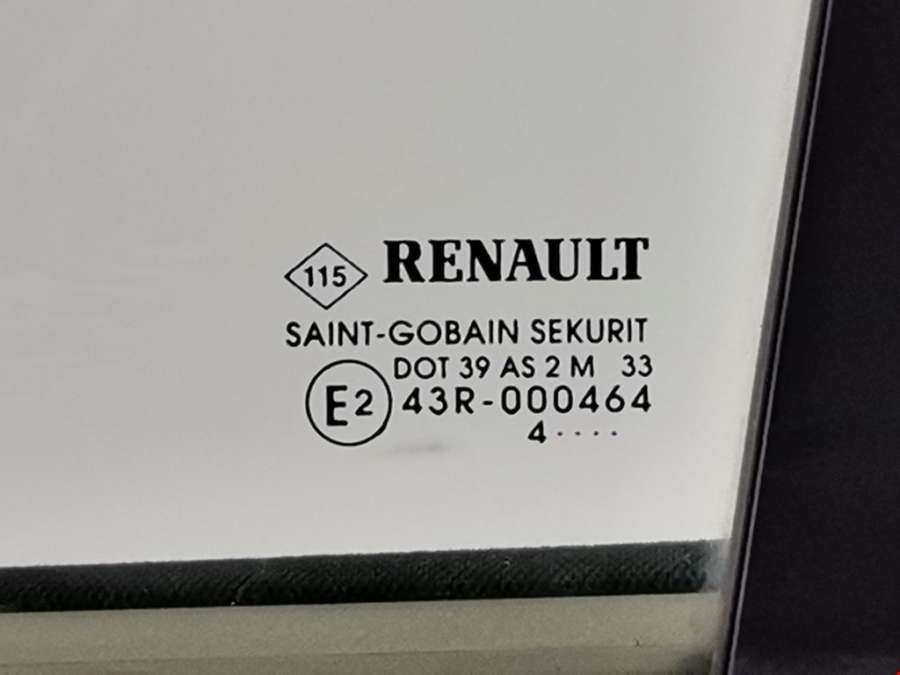 115 RENAULT
SAINT-GOBAIN SEKURIT
DOT 39 AS 2 M 33
E2 43R-000464
4····